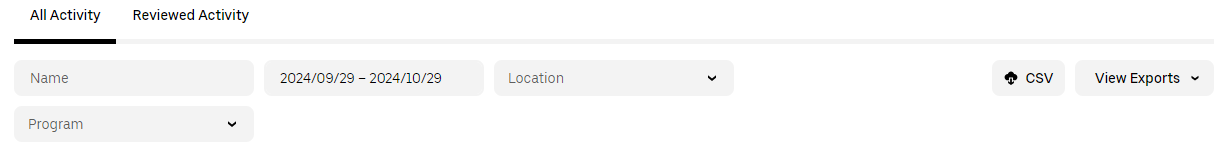 All Activity Reviewed Activity
Name 2024/09/29 – 2024/10/29 Location CSV View Exports
Program